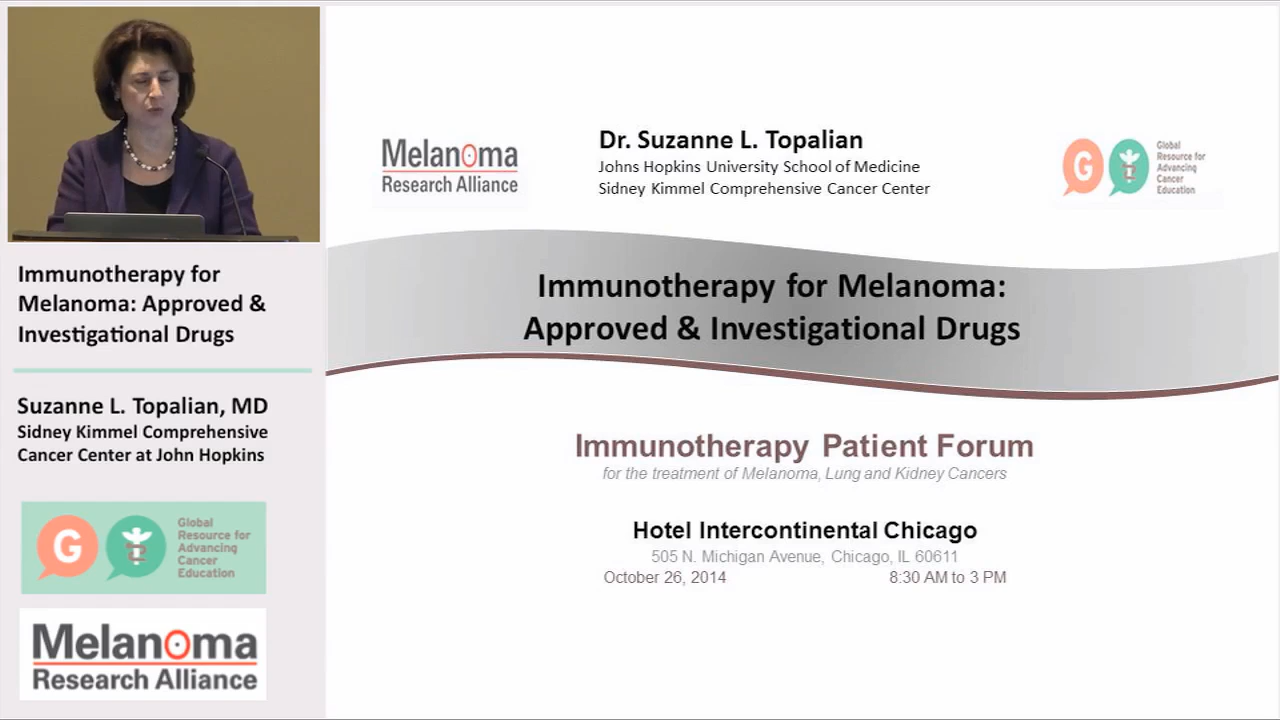 Immunotherapy for
Melanoma: Approved &
Investigational Drugs
Suzanne L. Topalian, MD
Sidney Kimmel Comprehensive
Cancer Center at John Hopkins
G
Global
Resource for
Advancing
Cancer
Education
Melanoma
Research Alliance
Melanoma
Research Alliance
Dr. Suzanne L. Topalian
Johns Hopkins University School of Medicine
Sidney Kimmel Comprehensive Cancer Center
G
Global
Resource for
Advancing
Cancer
Education
Immunotherapy for Melanoma:
Approved & Investigational Drugs
Immunotherapy Patient Forum
for the treatment of Melanoma, Lung and Kidney Cancers
Hotel Intercontinental Chicago
505 N. Michigan Avenue, Chicago, IL 60611
October 26, 2014 8:30 AM to 3 PM